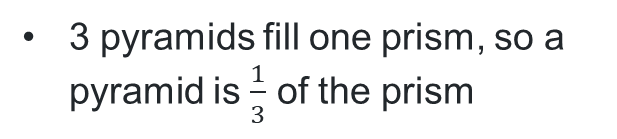 • 3 pyramids fill one prism, so a
pyramid is 1/3 of the prism